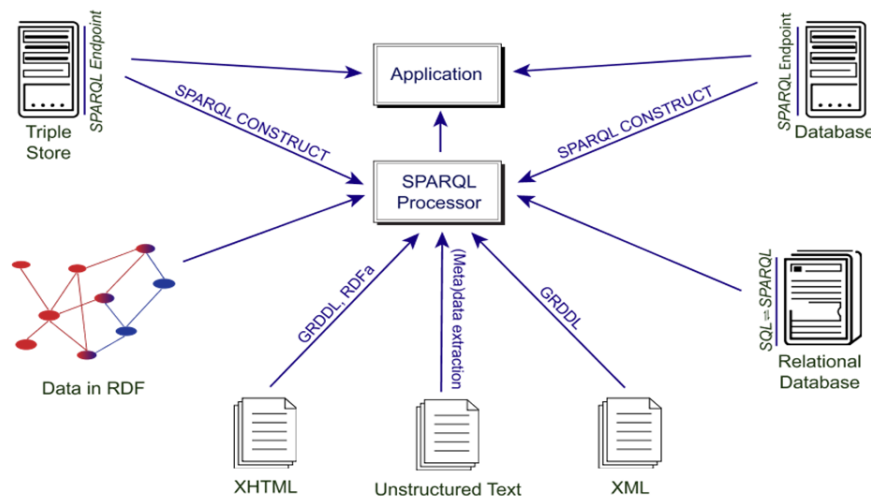 SPARQL Endpoint
Triple
Store
Application
SPARQL Endpoint
Database
SPARQL CONSTRUCT
SPARQL CONSTRUCT
SPARQL
Processor
Data in RDF
GRDDL, RDFa
(Meta)data extraction
GRDDL
SQL⇌SPARQL
Relational
Database
XHTML
Unstructured Text
XML